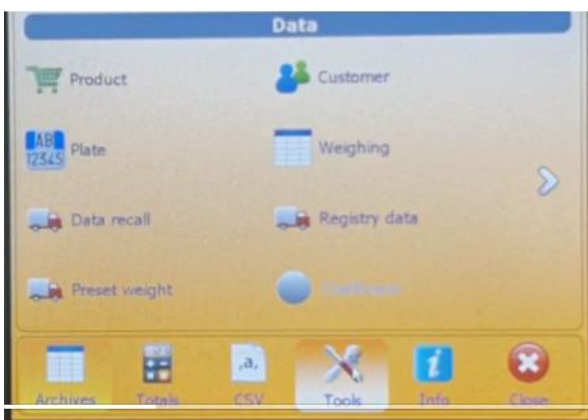 Data
Product
Customer
AB
12345
Plate
Weighing
Data recall
Registry data
Preset weight
,a,
i
Archives
Totals
CSV
Tools
Info
Close